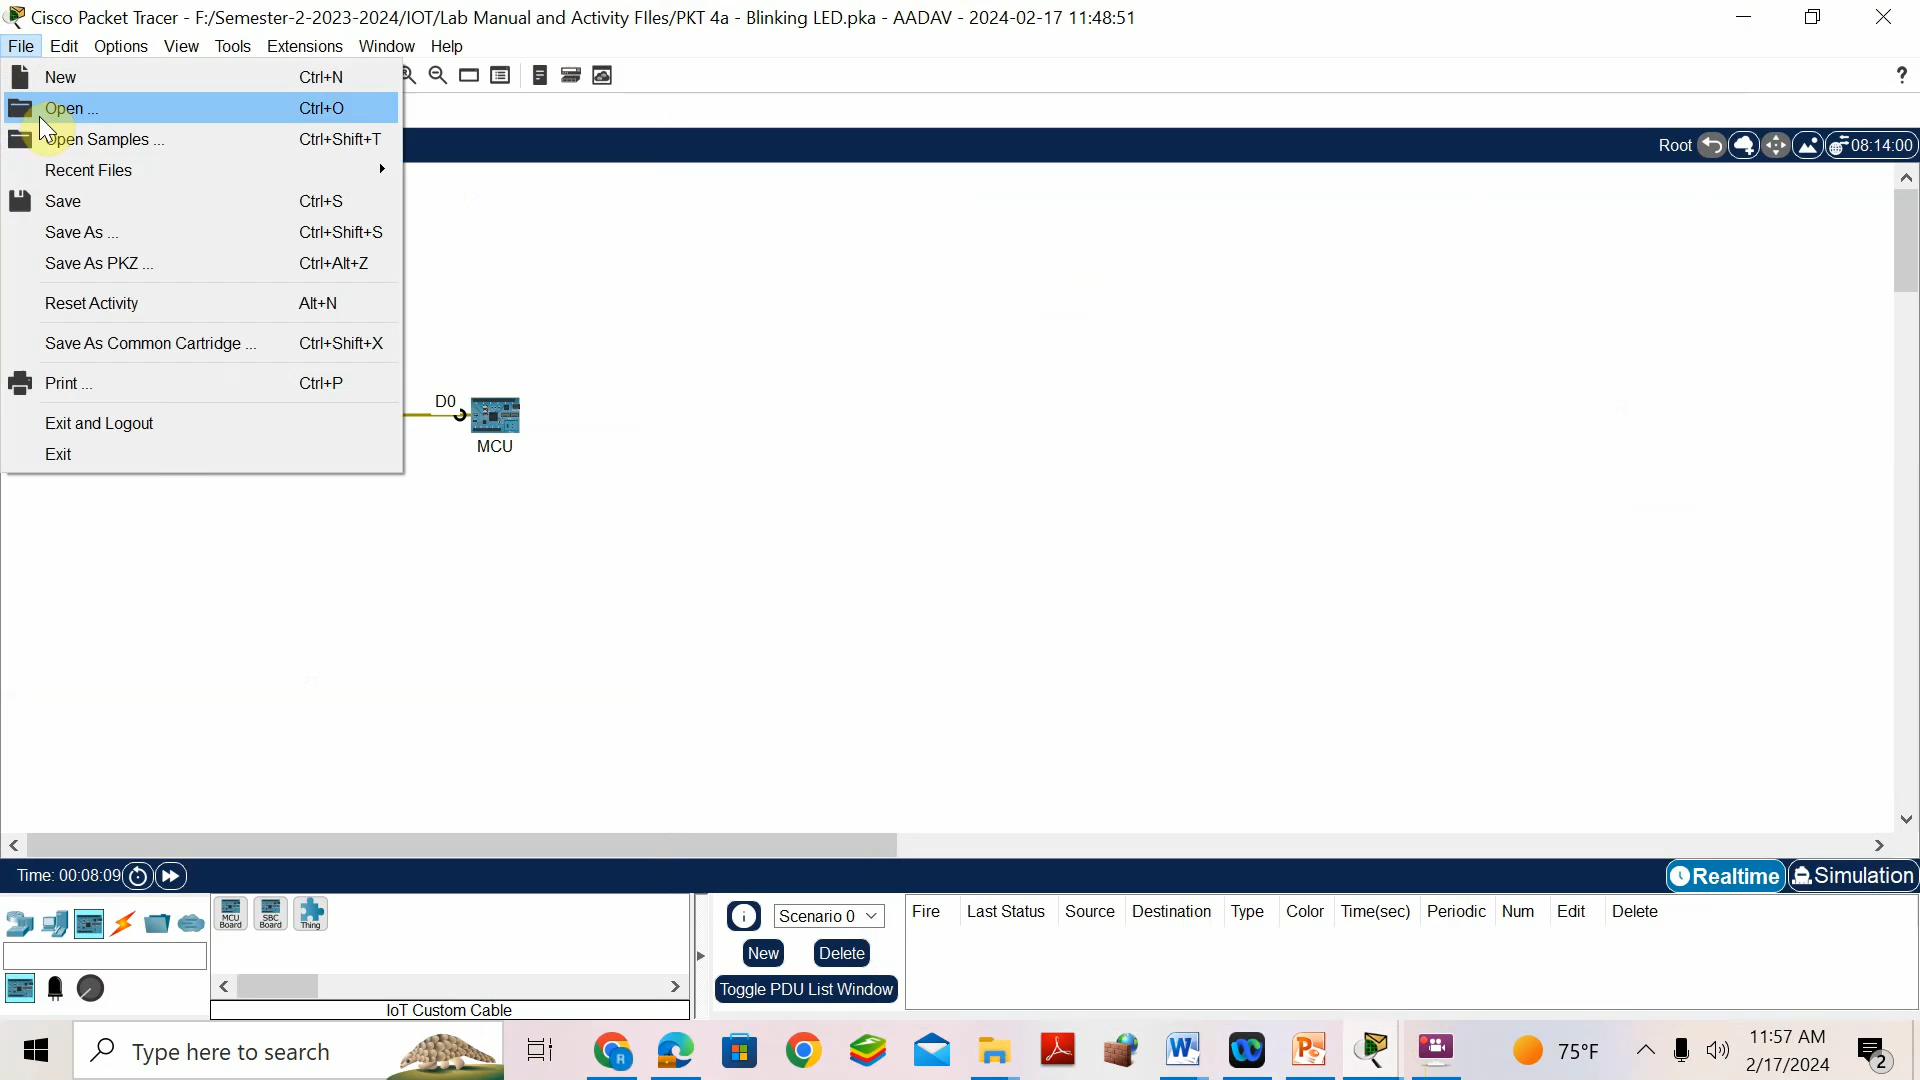 Cisco Packet Tracer - F:/Semester-2-2023-2024/IOT/Lab Manual and Activity FIles/PKT 4a - Blinking LED.pka - AADAV - 2024-02-17 11:48:51
File Edit Options View Tools Extensions Window Help
New Ctrl+N
Open ... Ctrl+O
Open Samples ... Ctrl+Shift+T
Recent Files
Save Ctrl+S
Save As ... Ctrl+Shift+S
Save As PKZ ... Ctrl+Alt+Z
Reset Activity Alt+N
Save As Common Cartridge ... Ctrl+Shift+X
Print ... Ctrl+P
Exit and Logout
Exit
?
Root 08:14:00
D0
MCU
Time: 00:08:09 Realtime Simulation
MCU Board SBC Board Thing
IoT Custom Cable
Scenario 0
New Delete
Toggle PDU List Window
Fire Last Status Source Destination Type Color Time(sec) Periodic Num Edit Delete
Type here to search
75°F
11:57 AM
2/17/2024
2